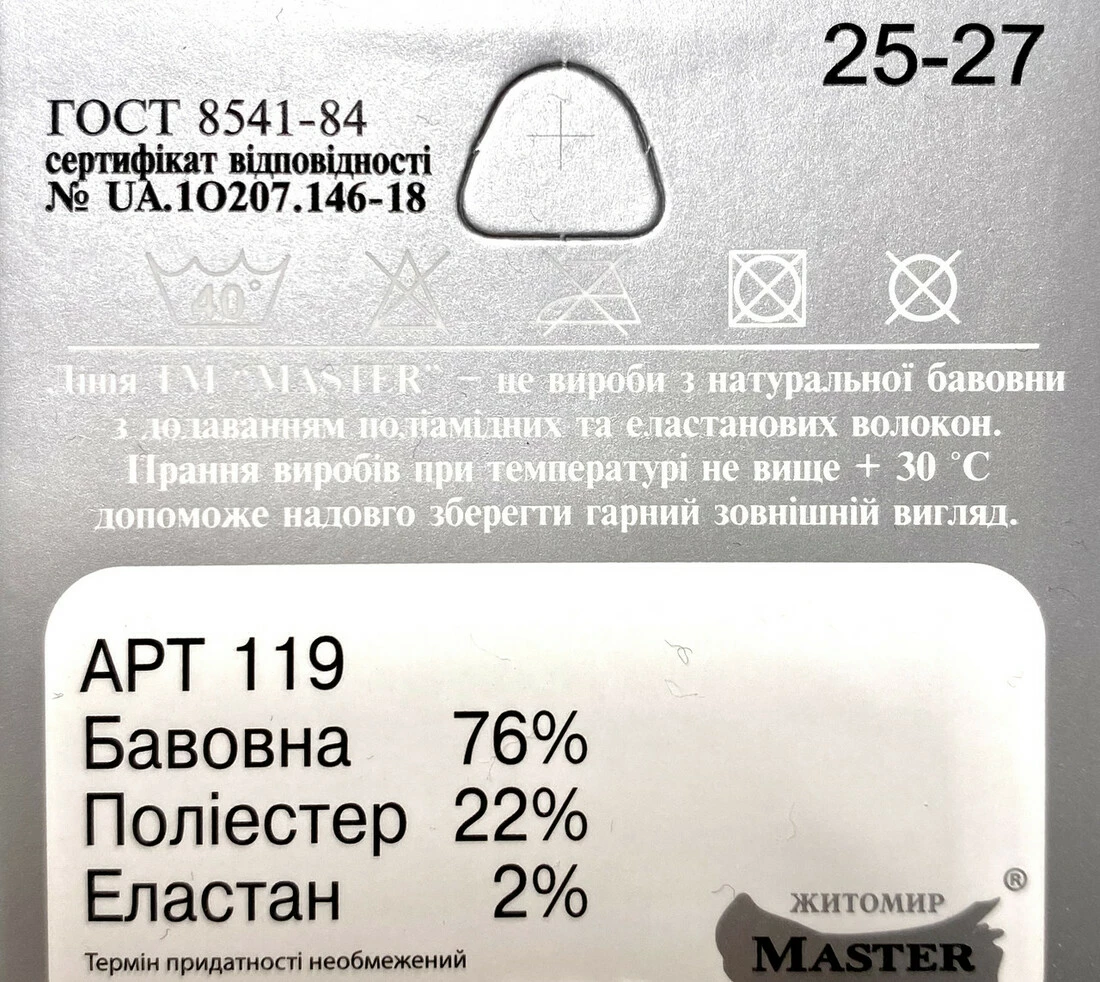 25-27
ГОСТ 8541-84
сертифікат відповідності
№ UA.1O207.146-18
40°
Лінія ТМ “MASTER” – це вироби з натуральної бавовни
з додаванням поліамідних та еластанових волокон.
Прання виробів при температурі не вище + 30 °C
допоможе надовго зберегти гарний зовнішній вигляд.
АРТ 119
Бавовна 76%
Поліестер 22%
Еластан 2%
Термін придатності необмежений
ЖИТОМИР ®
MASTER